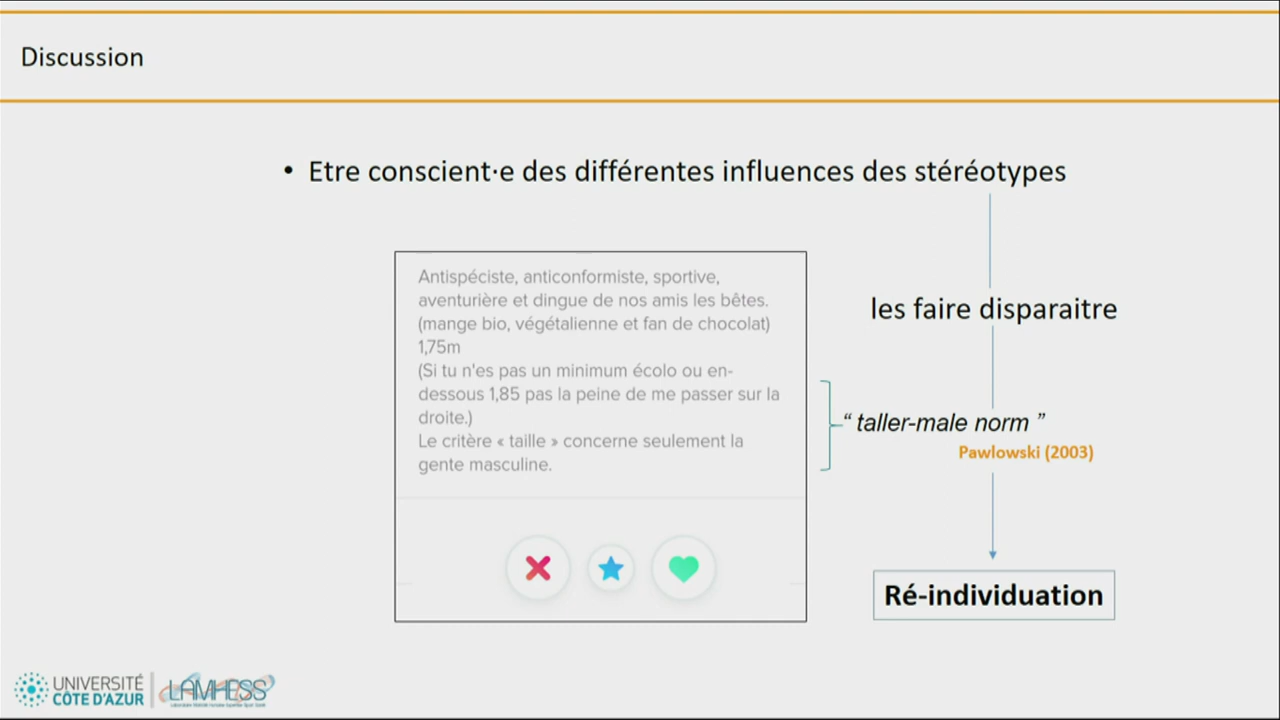 Discussion
• Etre conscient·e des différentes influences des stéréotypes
Antispéciste, anticonformiste, sportive,
aventurière et dingue de nos amis les bêtes.
(mange bio, végétalienne et fan de chocolat)
1,75m
(Si tu n'es pas un minimum écolo ou en-
dessous 1,85 pas la peine de me passer sur la
droite.)
Le critère « taille » concerne seulement la
gente masculine.
les faire disparaitre
“ taller-male norm ”
Pawlowski (2003)
Ré-individuation
UNIVERSITÉ
CÔTE D'AZUR
LAMHESS